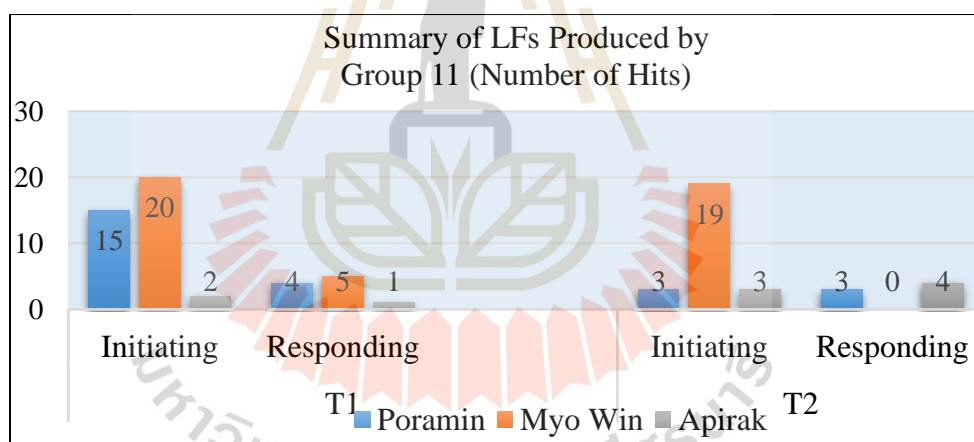 Summary of LFs Produced by
Group 11 (Number of Hits)
30
20
10
0
15
20
2
4
5
1
3
19
3
3
0
4
Initiating
Responding
Initiating
Responding
T1
T2
Poramin
Myo Win
Apirak